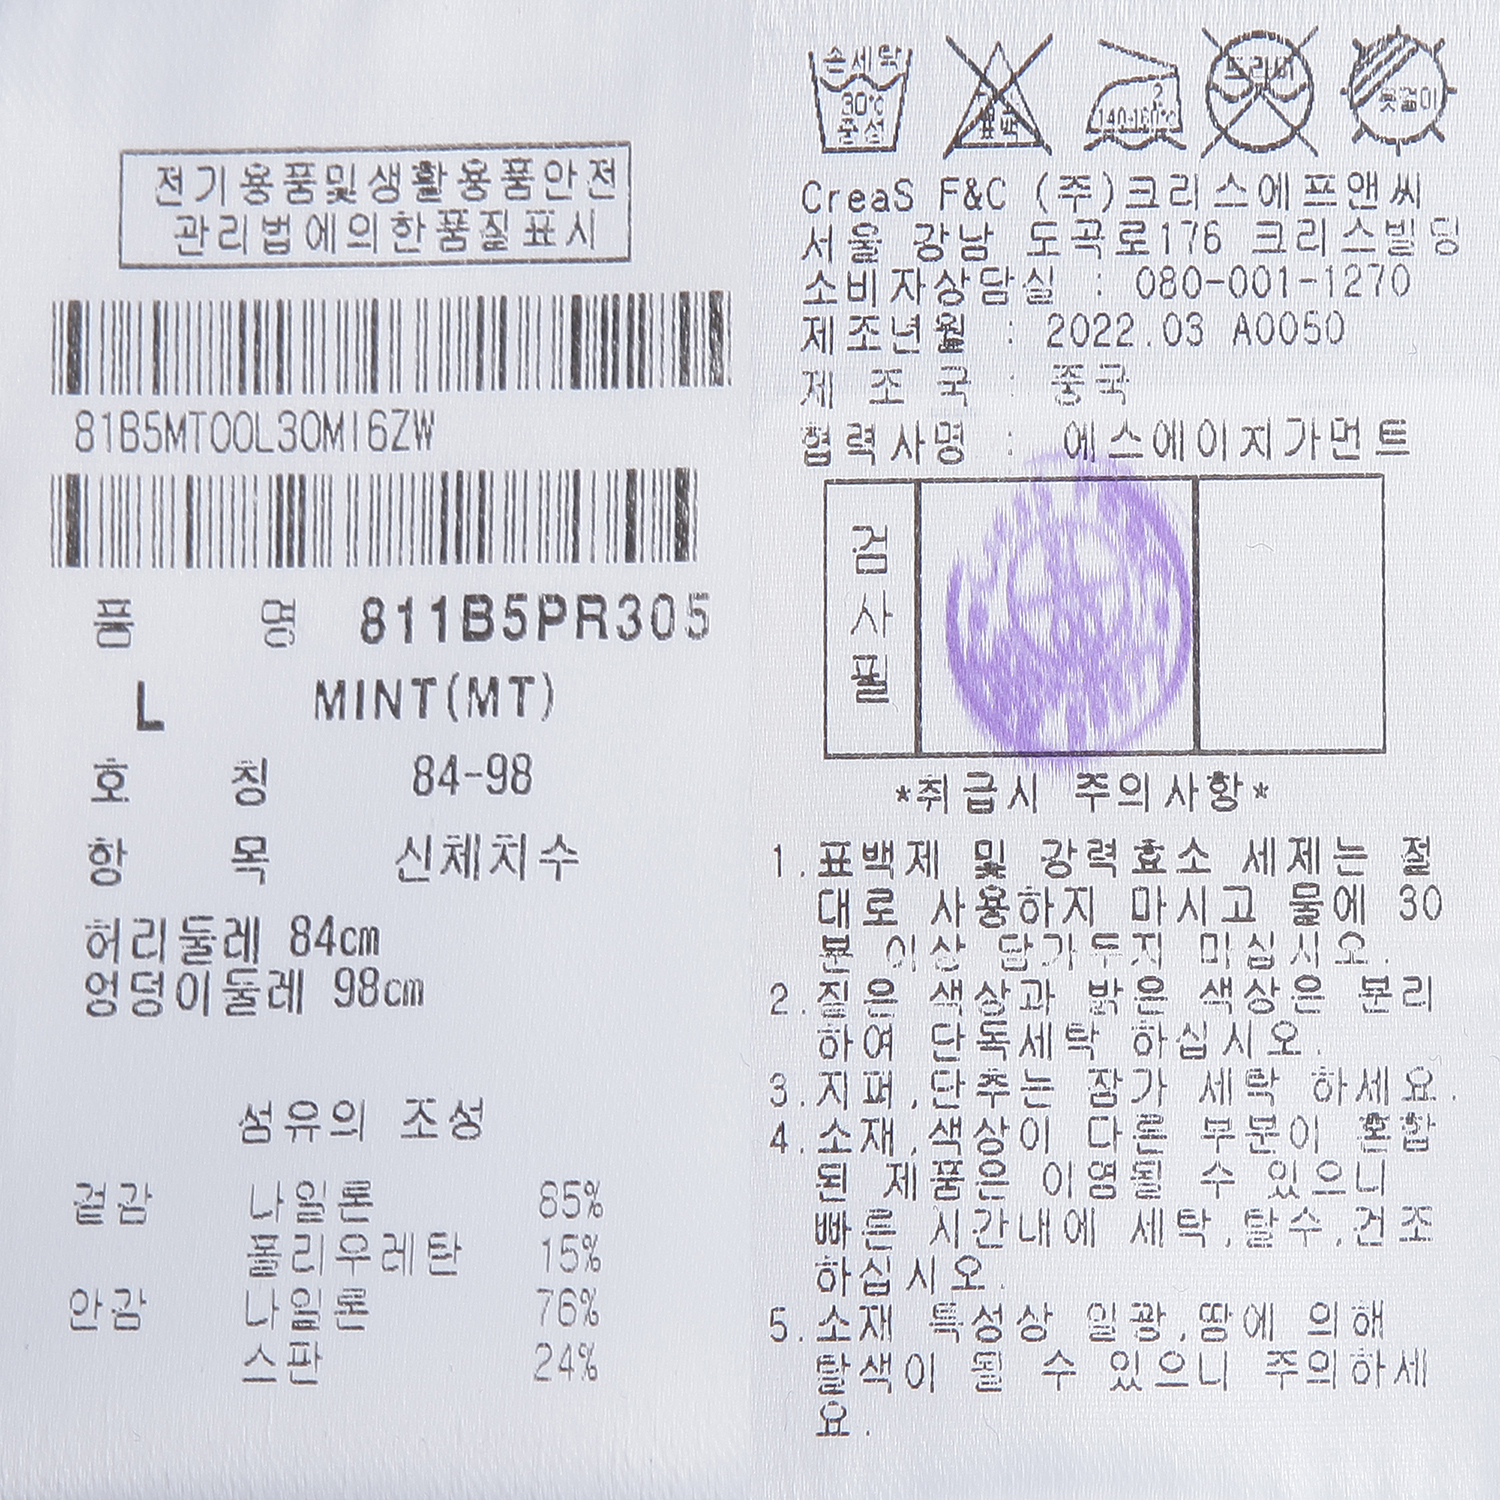 전기용품및생활용품안전
관리법에의한품질표시
81B5MTOOL30MI6ZW
품 명 811B5PR305
L MINT(MT)
호 칭 84-98
항 목 신체치수
허리둘레 84cm
엉덩이둘레 98cm
섬유의 조성
겉감 나일론 85%
폴리우레탄 15%
안감 나일론 76%
스판 24%
손세탁
30℃
중성
표백
2
140-160℃
드라이
옷걸이
CreaS F&C (주)크리스에프앤씨
서울 강남 도곡로176 크리스빌딩
소비자상담실 : 080-001-1270
제조년월 : 2022.03 A0050
제 조 국 : 중국
협력사명 : 에스에이지가먼트
검
사
필
*취급시 주의사항*
1.표백제 및 강력효소 세제는 절
대로 사용하지 마시고 물에 30
분 이상 담가두지 마십시오.
2.짙은 색상과 밝은 색상은 분리
하여 단독세탁 하십시오.
3.지퍼,단추는 잠가 세탁 하세요.
4.소재,색상이 다른 부분이 혼합
된 제품은 이염될 수 있으니
빠른 시간내에 세탁,탈수,건조
하십시오.
5.소재 특성상 일광,땀에 의해
탈색이 될 수 있으니 주의하세
요.